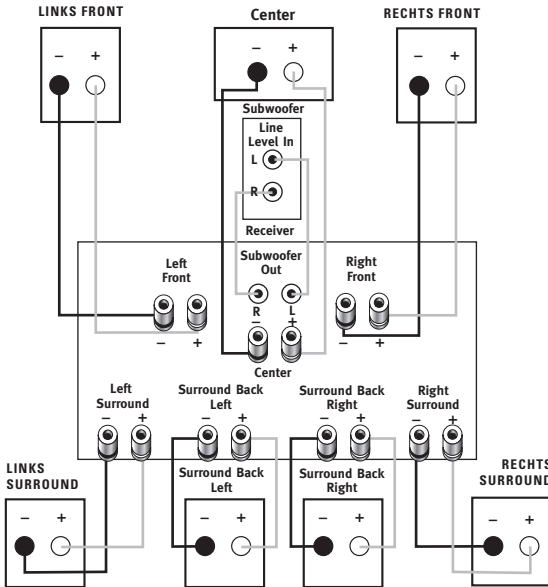 LINKS FRONT
Center
RECHTS FRONT
– +
– +
– +
Subwoofer
Line
Level In
L
R
Receiver
Subwoofer
Out
R L
– +
Center
Left
Front
– +
Right
Front
– +
Left
Surround
– +
Surround Back
Left
– +
Surround Back
Right
– +
Right
Surround
– +
LINKS
SURROUND
– +
Surround Back
Left
– +
Surround Back
Right
– +
RECHTS
SURROUND
– +